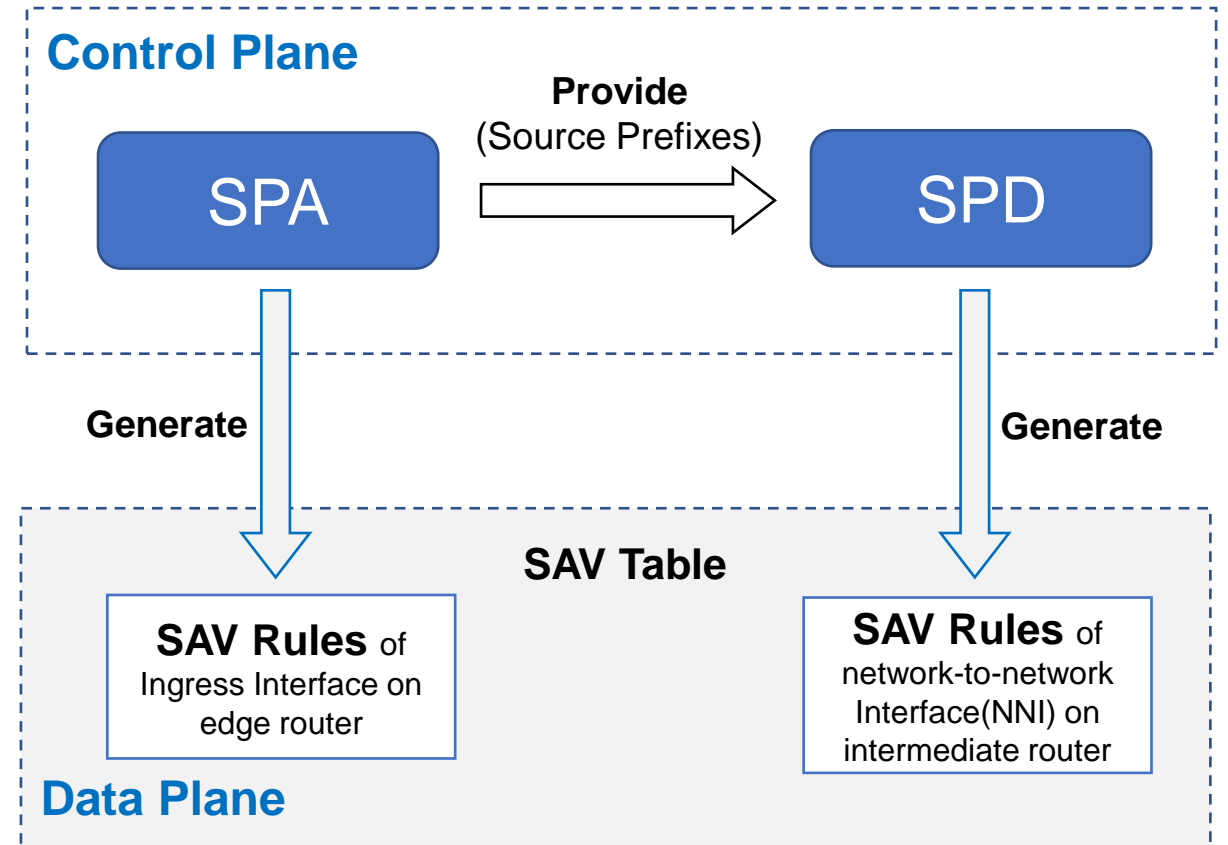 Control Plane
Provide
(Source Prefixes)
SPA
SPD
Generate
Generate
SAV Table
SAV Rules of
Ingress Interface on
edge router
SAV Rules of
network-to-network
Interface(NNI) on
intermediate router
Data Plane